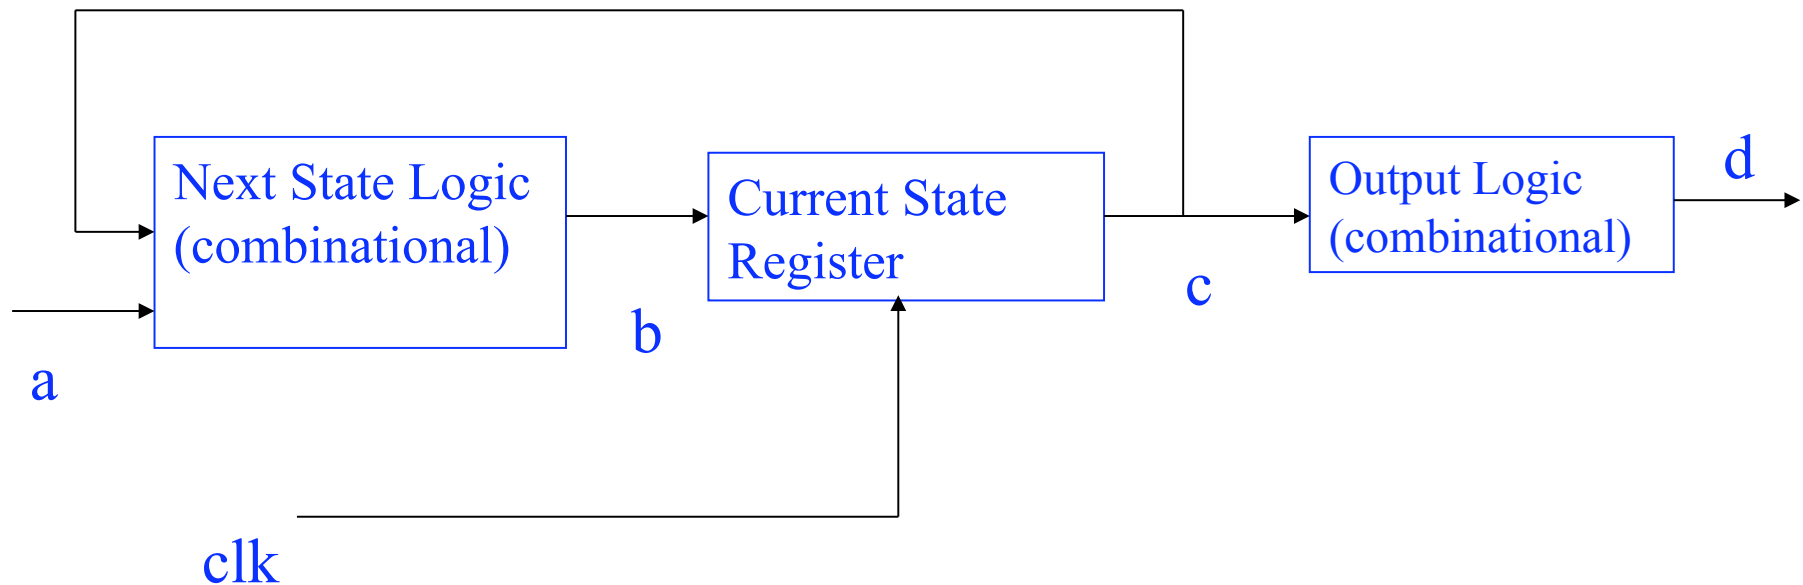 Next State Logic
(combinational)
Current State
Register
Output Logic
(combinational)
d
c
b
a
clk